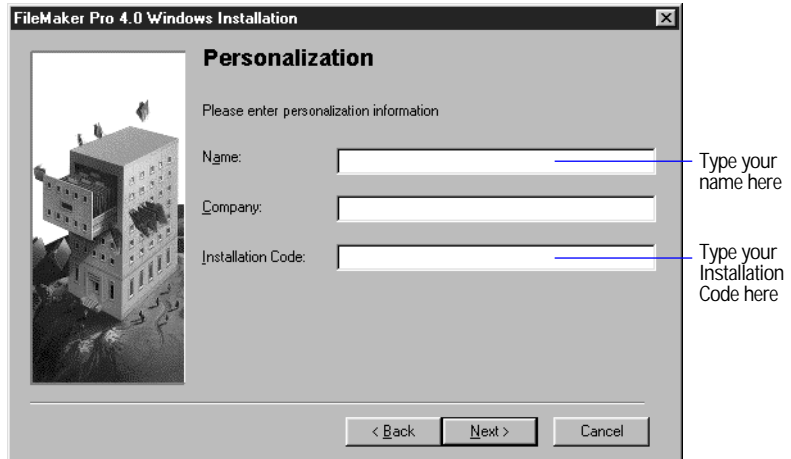 FileMaker Pro 4.0 Windows Installation
Personalization
Please enter personalization information
Name:
Type your
name here
Company:
Installation Code:
Type your
Installation
Code here
< Back
Next >
Cancel